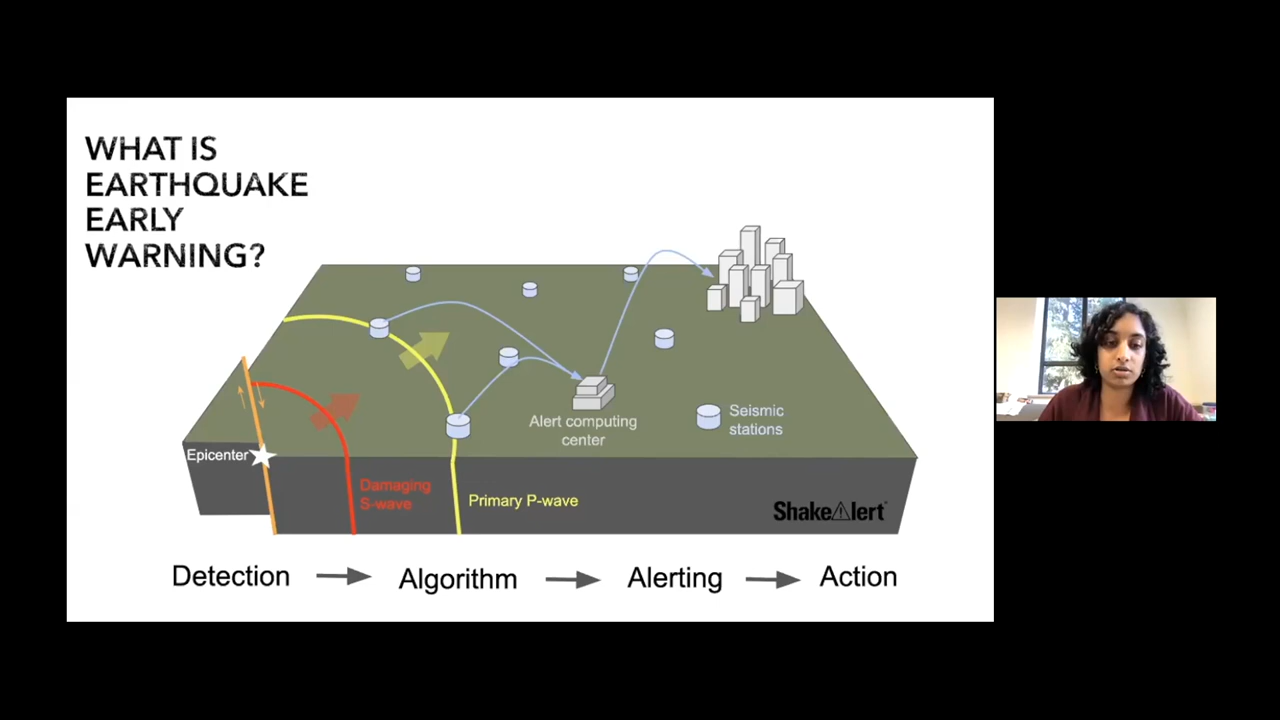 WHAT IS
EARTHQUAKE
EARLY
WARNING?
Alert computing
center
Seismic
stations
Epicenter
Damaging
S-wave
Primary P-wave
ShakeAlert
Detection
Algorithm
Alerting
Action